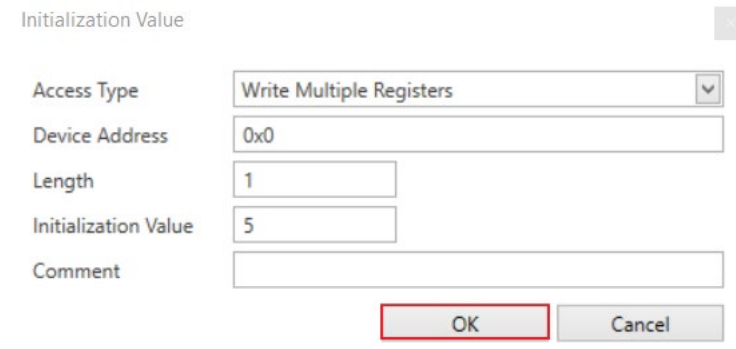 Initialization Value
Access Type Write Multiple Registers
Device Address 0x0
Length 1
Initialization Value 5
Comment
OK Cancel